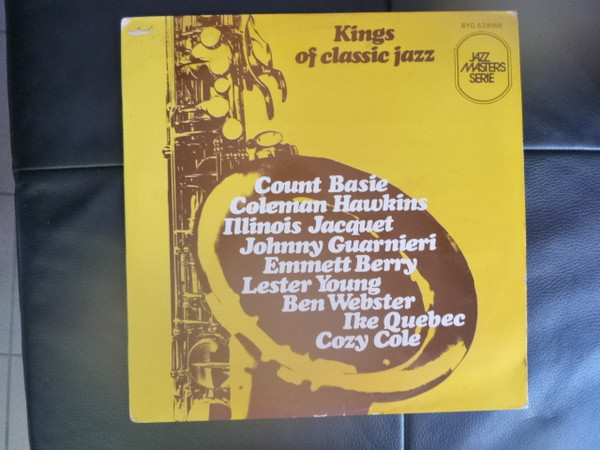 Kings
of classic jazz
BYG 529168
JAZZ
MASTERS
SERIE
Count Basie
Coleman Hawkins
Illinois Jacquet
Johnny Guarnieri
Emmett Berry
Lester Young
Ben Webster
Ike Quebec
Cozy Cole